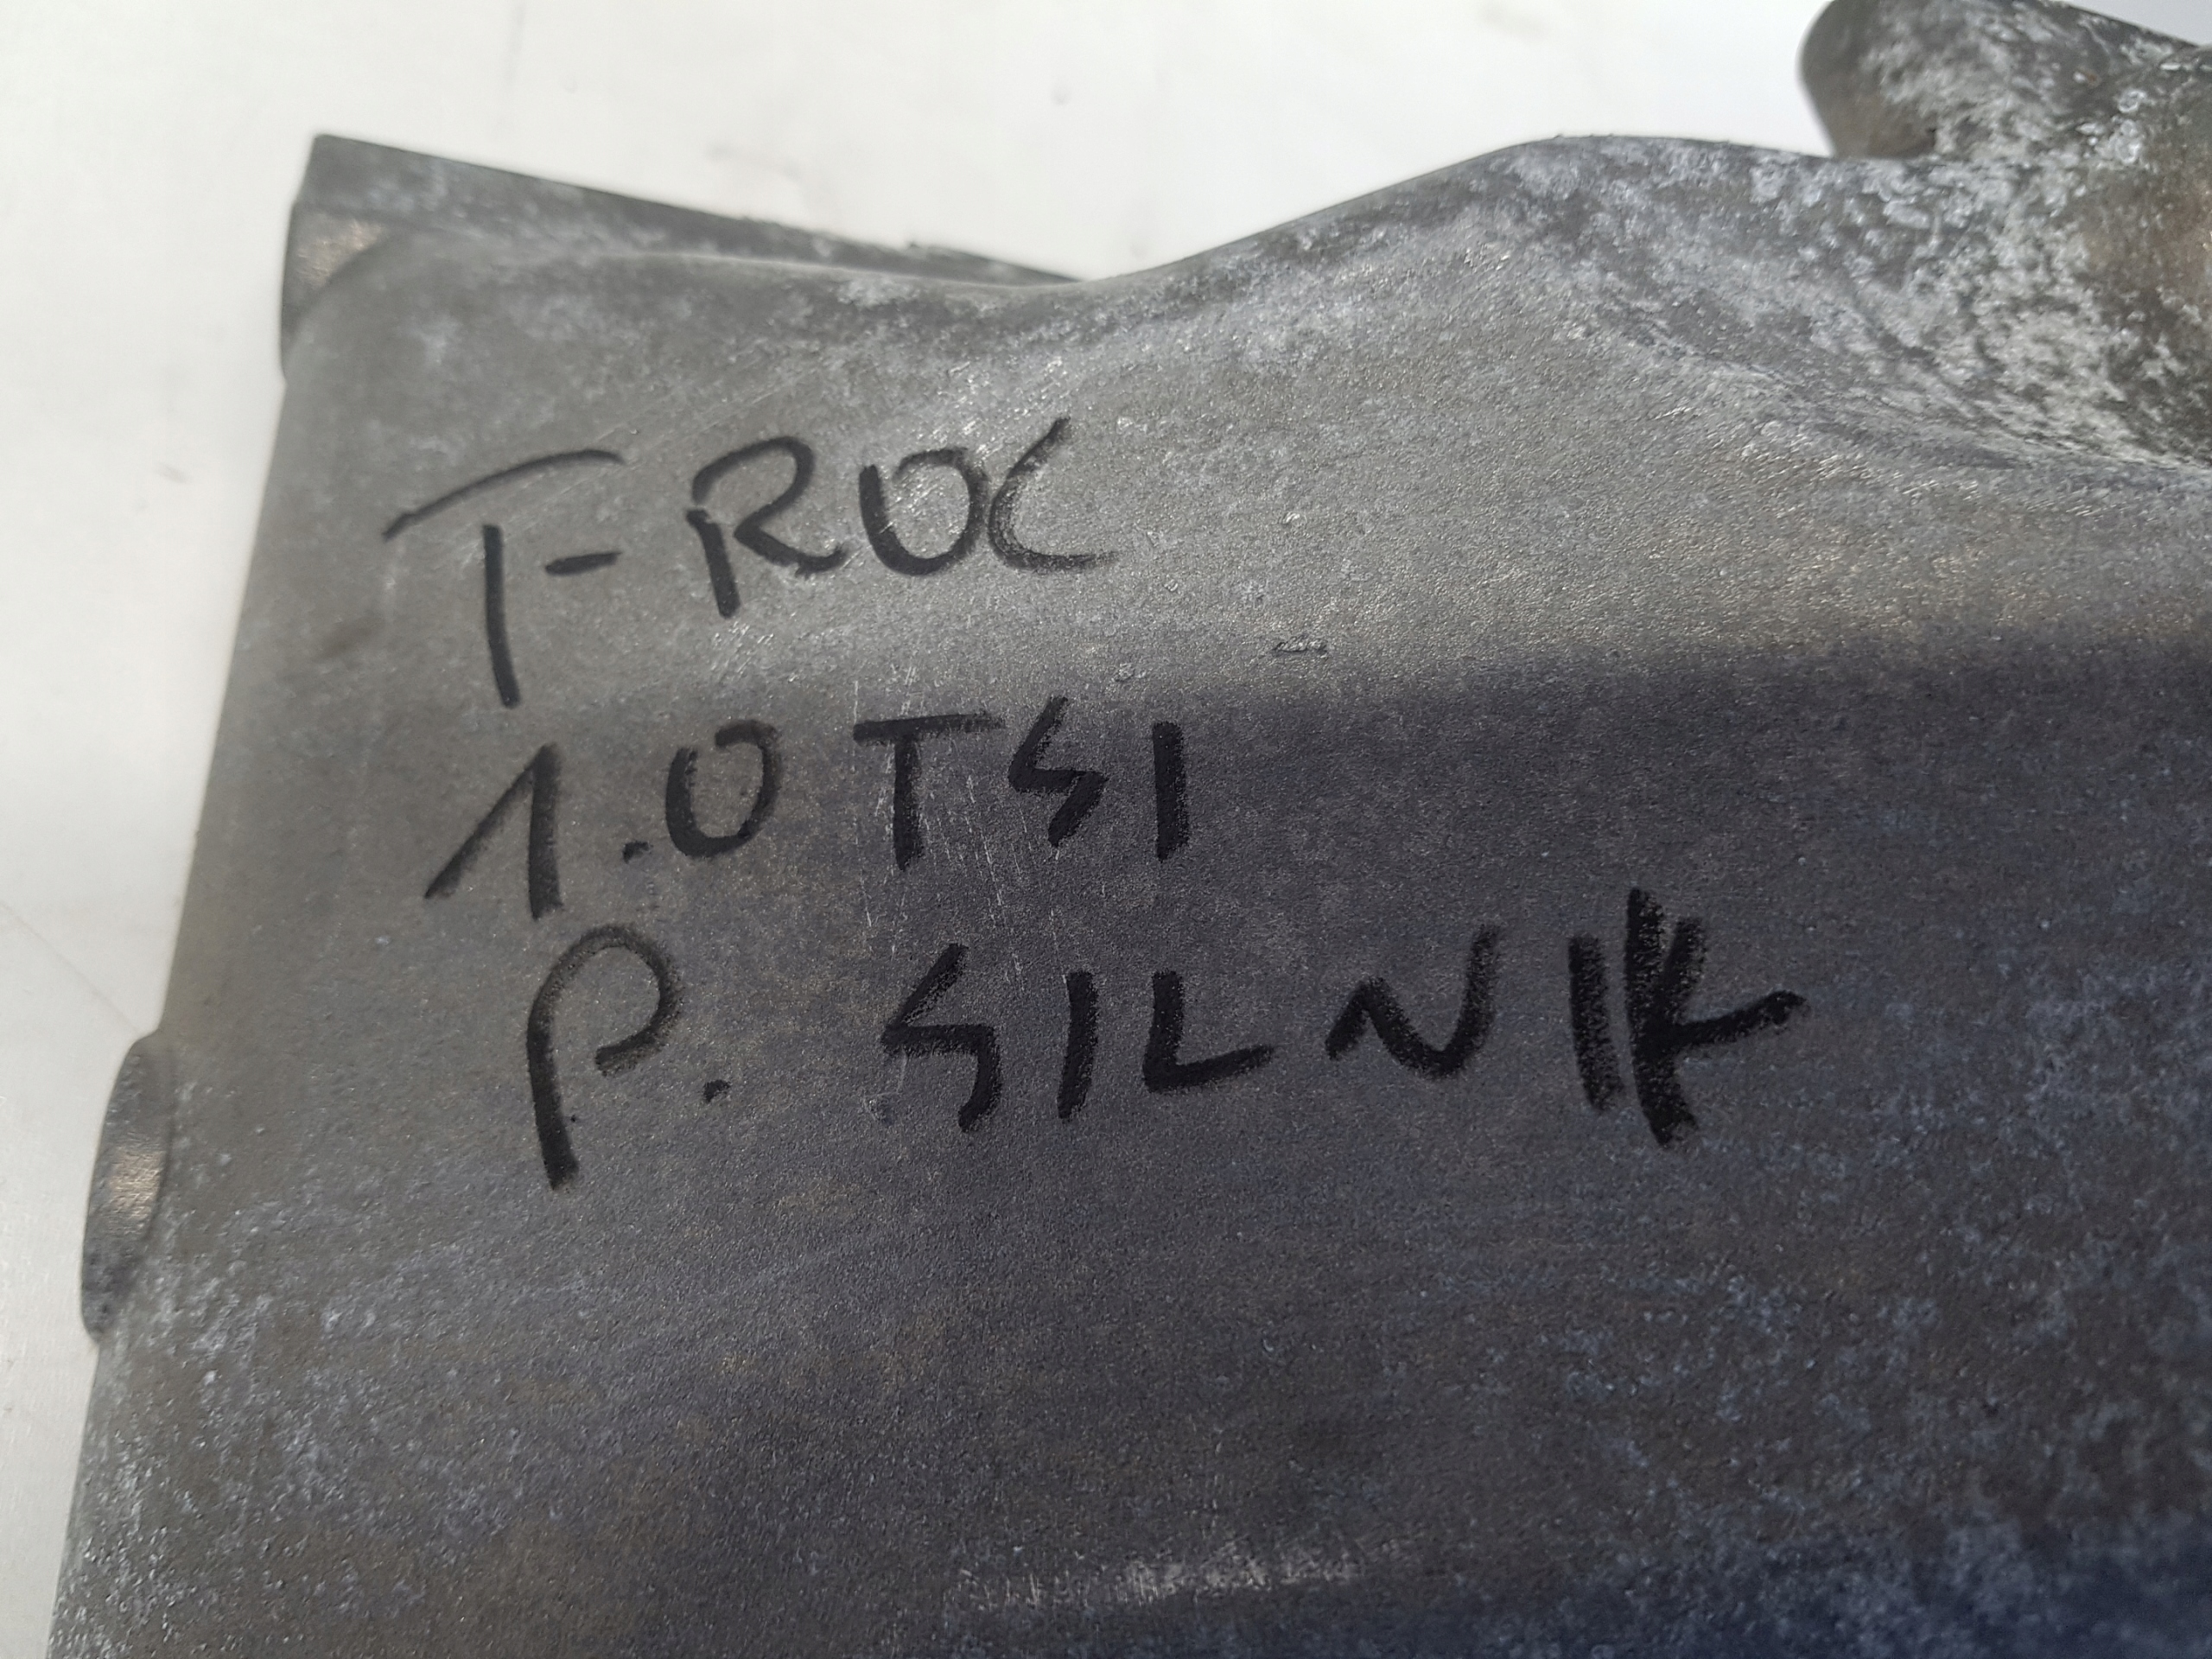 T-ROC
1.0 TSI
P. SILNIK